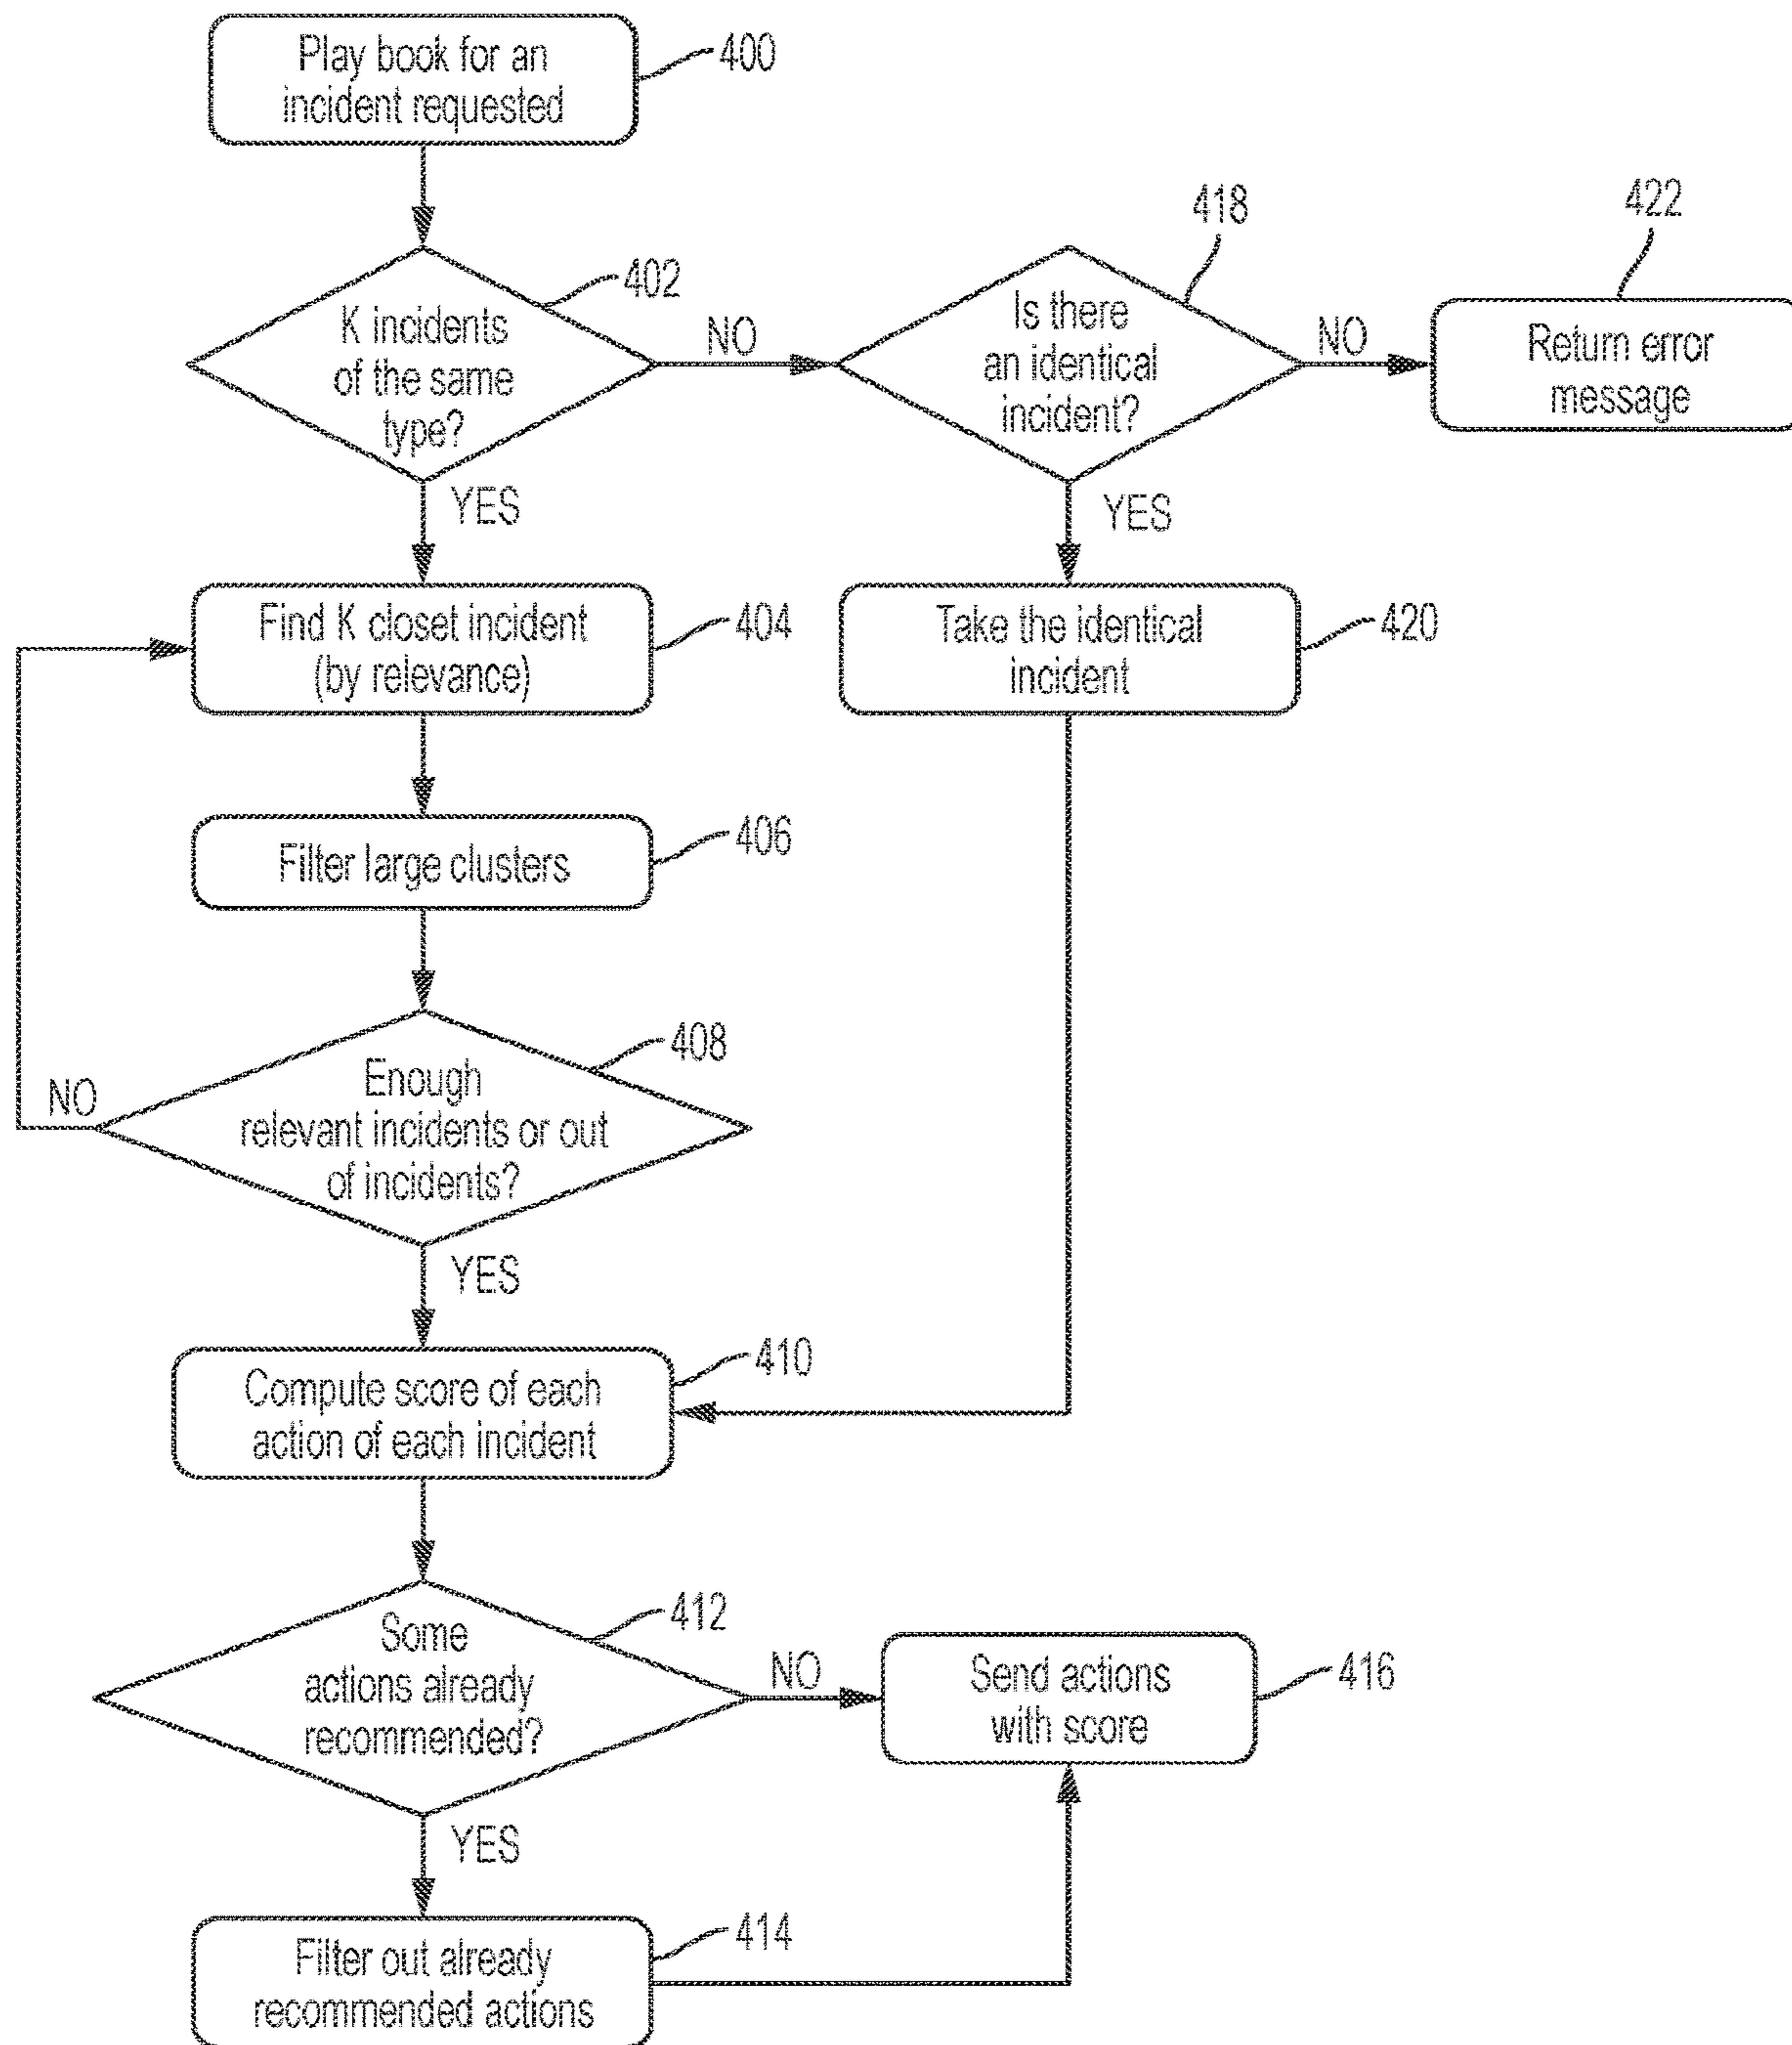 Play book for an
incident requested
400
K incidents
of the same
type?
402
NO
Is there
an identical
incident?
418
NO
Return error
message
422
YES
YES
Find K closet incident
(by relevance)
404
Take the identical
incident
420
Filter large clusters
406
Enough
relevant incidents or out
of incidents?
408
NO
YES
Compute score of each
action of each incident
410
Some
actions already
recommended?
412
NO
Send actions
with score
416
YES
Filter out already
recommended actions
414